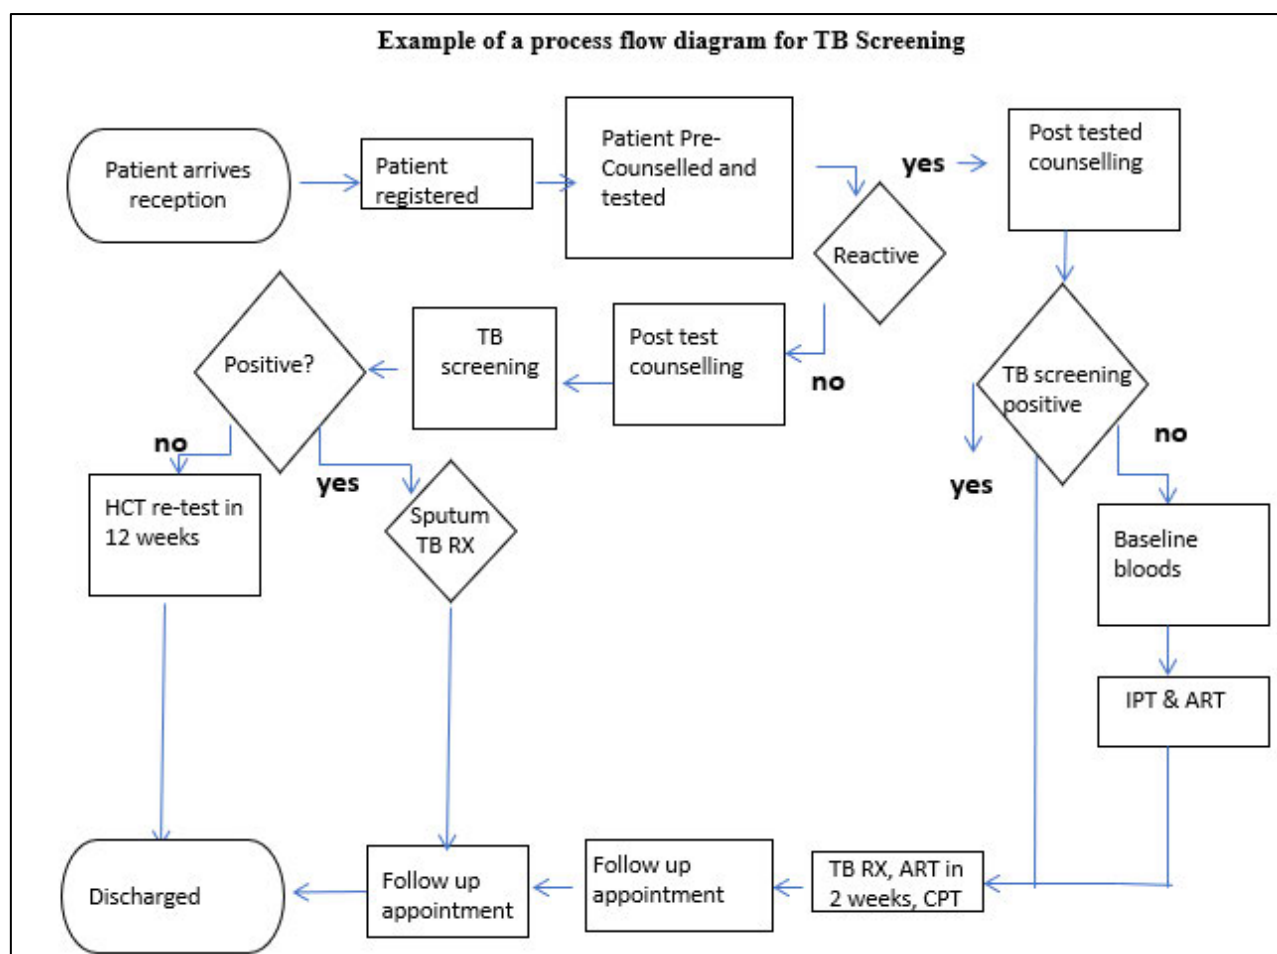 Example of a process flow diagram for TB Screening
Patient arrives
reception
Patient
registered
Patient Pre-
Counselled and
tested
Reactive
yes
Post tested
counselling
TB screening
positive
yes
no
Baseline
bloods
IPT & ART
no
Post test
counselling
TB
screening
Positive?
no
yes
HCT re-test in
12 weeks
Sputum
TB RX
TB RX, ART in
2 weeks, CPT
Follow up
appointment
Follow up
appointment
Discharged